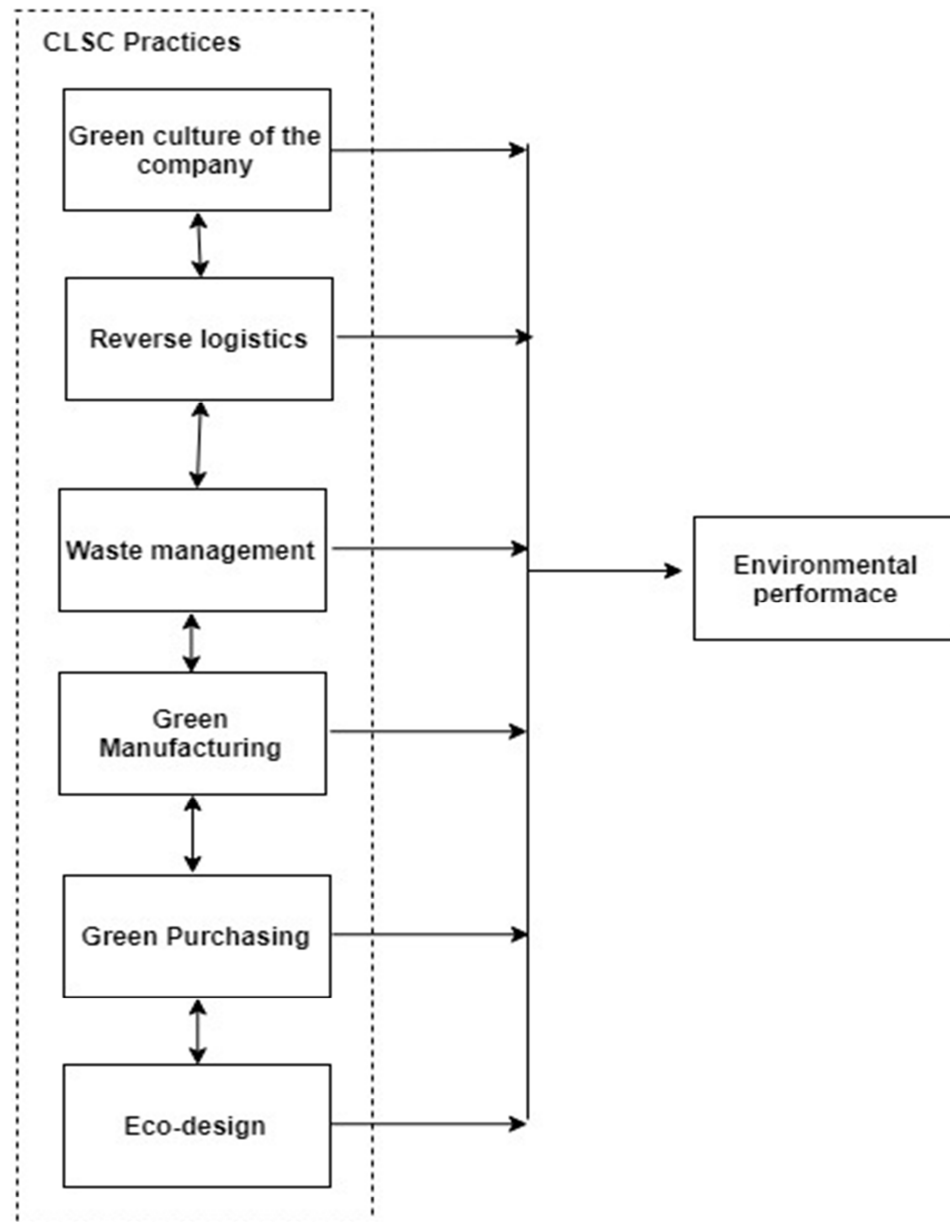 CLSC Practices
Green culture of the
company
Reverse logistics
Waste management
Green
Manufacturing
Green Purchasing
Eco-design
Environmental
performace